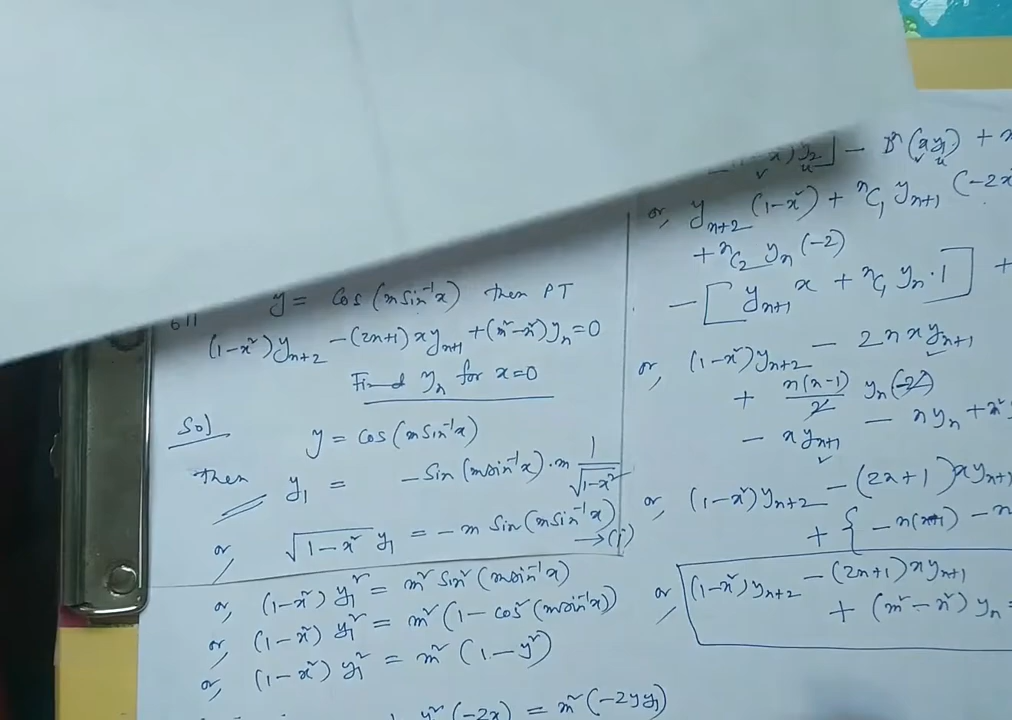 y = cos(m sin⁻¹x) then PT
(1-x²)yₙ₊₂ - (2n+1)xyₙ₊₁ + (m²-n²)yₙ = 0
Find yₙ for x=0
Sol
y = cos(m sin⁻¹x)
then y₁ = -sin(m sin⁻¹x)·m 1/√(1-x²)
or, √(1-x²) y₁ = -m sin(m sin⁻¹x) →(i)
or, (1-x²) y₁² = m² sin²(m sin⁻¹x)
or, (1-x²) y₁² = m²(1-cos²(m sin⁻¹x))
or, (1-x²) y₁² = m²(1-y²)
y₁²(-2x) = m²(-2yy₁)
x)y₂] - Dⁿ(xy₁) +
or, yₙ₊₂(1-x²) + ⁿC₁ yₙ₊₁(-2x
+ ⁿC₂ yₙ(-2)
- [yₙ₊₁ x + ⁿC₁ yₙ·1] +
or, (1-x²)yₙ₊₂ - 2nxyₙ₊₁
+ n(n-1)/2 yₙ(-2)
- xyₙ₊₁ - nyₙ +
or, (1-x²)yₙ₊₂ - (2n+1)xyₙ₊₁
+ {-n(n-1) - n
or, (1-x²)yₙ₊₂ - (2n+1)xyₙ₊₁
+ (m²-n²)yₙ =